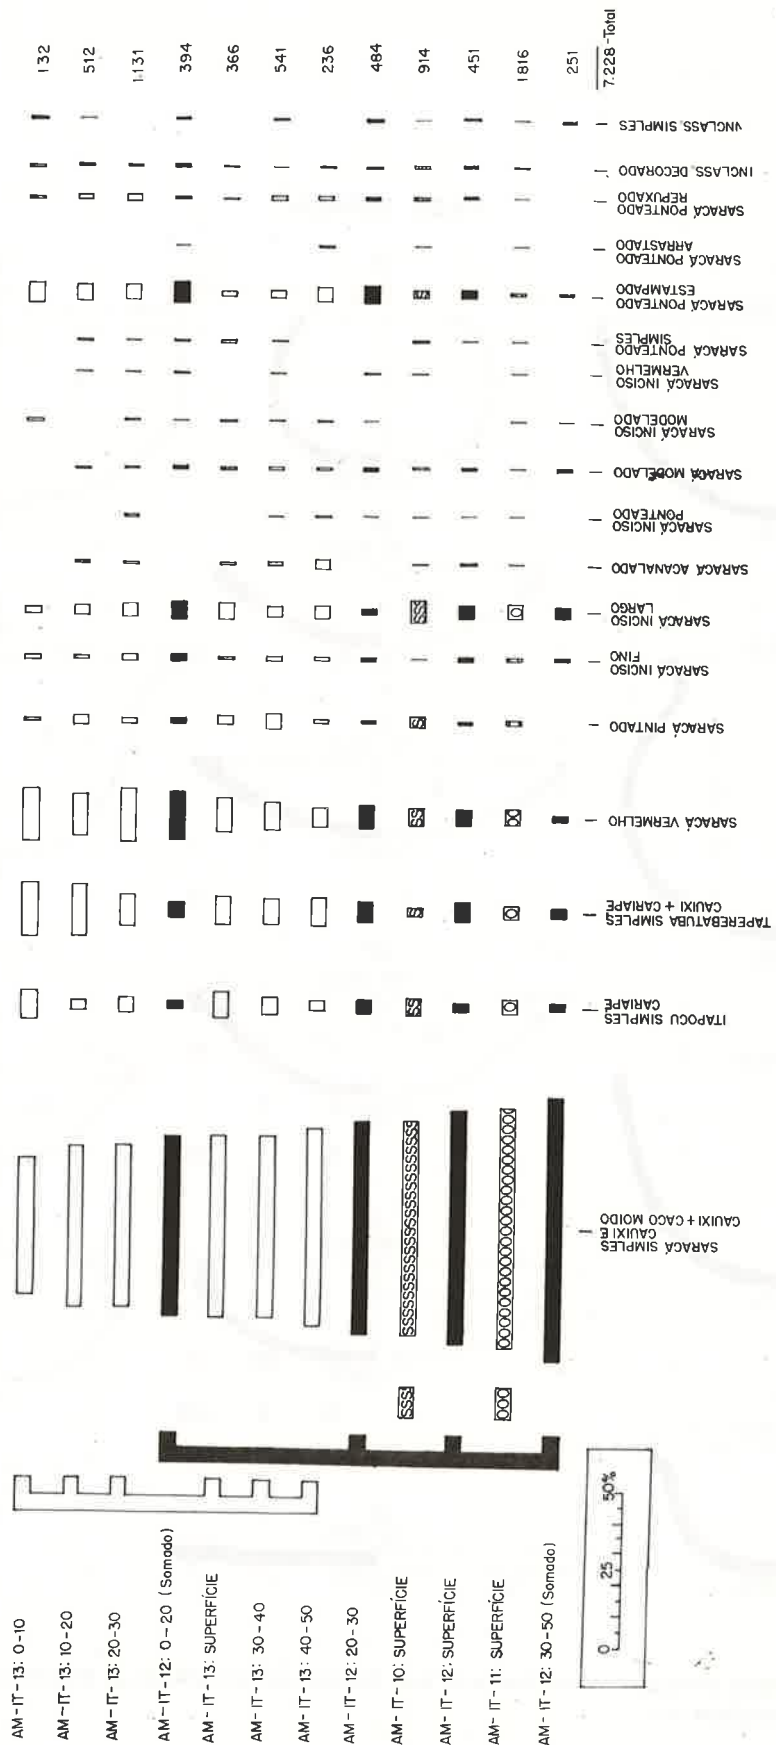 AM-IT-13: 0-10
AM-IT-13: 10-20
AM-IT-13: 20-30
AM-IT-12: 0-20 (Somado)
AM-IT-13: SUPERFÍCIE
AM-IT-13: 30-40
AM-IT-13: 40-50
AM-IT-12: 20-30
AM-IT-10: SUPERFÍCIE
AM-IT-12: SUPERFÍCIE
AM-IT-11: SUPERFÍCIE
AM-IT-12: 30-50 (Somado)
132
512
1.131
394
366
541
236
484
914
451
1816
251
7.228-Total
SARACÁ SIMPLES
CAUIXI E
CAUIXI + CACO MOIDO
ITAPOCU SIMPLES
CARIAPE
TAPEREBATUBA SIMPLES
CAUIXI + CARIAPE
SARACÁ VERMELHO
SARACÁ PINTADO
SARACÁ INCISO
FINO
SARACÁ INCISO
LARGO
SARACÁ ACANALADO
SARACÁ INCISO
PONTEADO
SARACÁ MODELADO
SARACÁ INCISO
MODELADO
SARACÁ INCISO
VERMELHO
SARACÁ PONTEADO
SIMPLES
SARACÁ PONTEADO
ESTAMPADO
SARACÁ PONTEADO
ARRASTADO
SARACÁ PONTEADO
REPUXADO
INCLASS DECORADO
INCLASS SIMPLES
0 25 50%